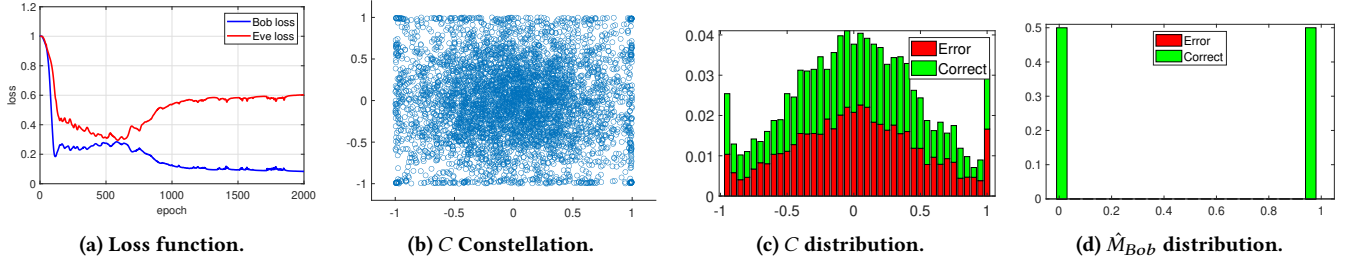 1.2
1
0.8
0.6
0.4
0.2
0
loss
0 500 1000 1500 2000
epoch
Bob loss
Eve loss
(a) Loss function.
1
0.5
0
-0.5
-1
-1 -0.5 0 0.5 1
(b) C Constellation.
0.04
0.03
0.02
0.01
0
-1 -0.5 0 0.5 1
Error
Correct
(c) C distribution.
0.5
0.4
0.3
0.2
0.1
0
0 0.2 0.4 0.6 0.8 1
Error
Correct
(d) M̂_Bob distribution.